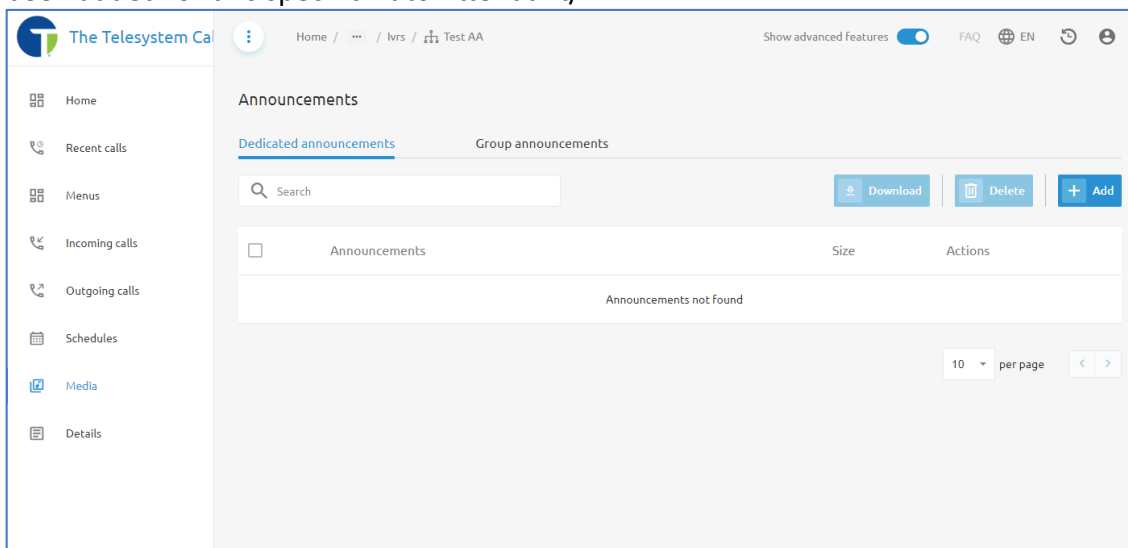 The Telesystem Cal
Home / ... / Ivrs / Test AA
Show advanced features
FAQ
EN
Home
Recent calls
Menus
Incoming calls
Outgoing calls
Schedules
Media
Details
Announcements
Dedicated announcements
Group announcements
Search
Download
Delete
+ Add
Announcements
Size
Actions
Announcements not found
10
per page
< >